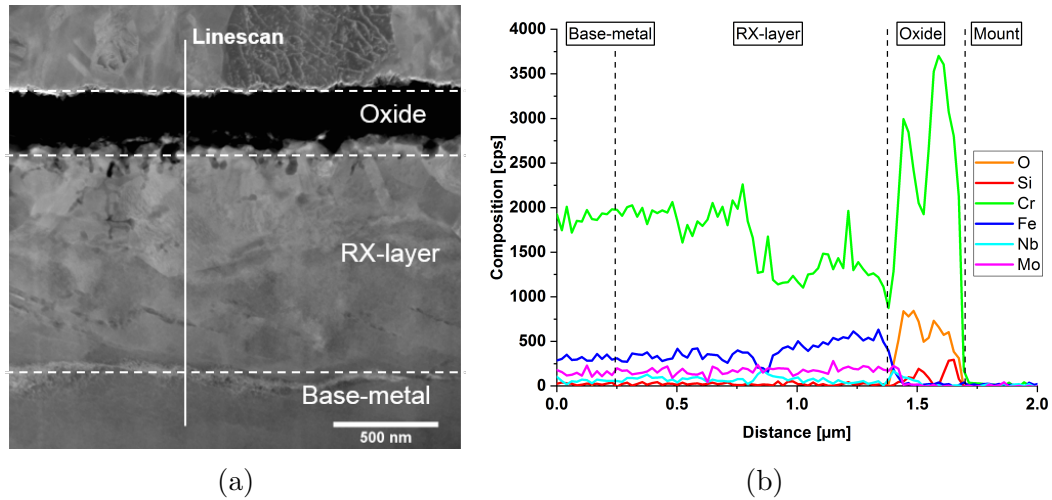 Linescan
Oxide
RX-layer
Base-metal
500 nm
(a)
(b)
Base-metal RX-layer Oxide Mount
4000
3500
3000
2500
2000
1500
1000
500
0
Composition [cps]
O
Si
Cr
Fe
Nb
Mo
0.0 0.5 1.0 1.5 2.0
Distance [µm]